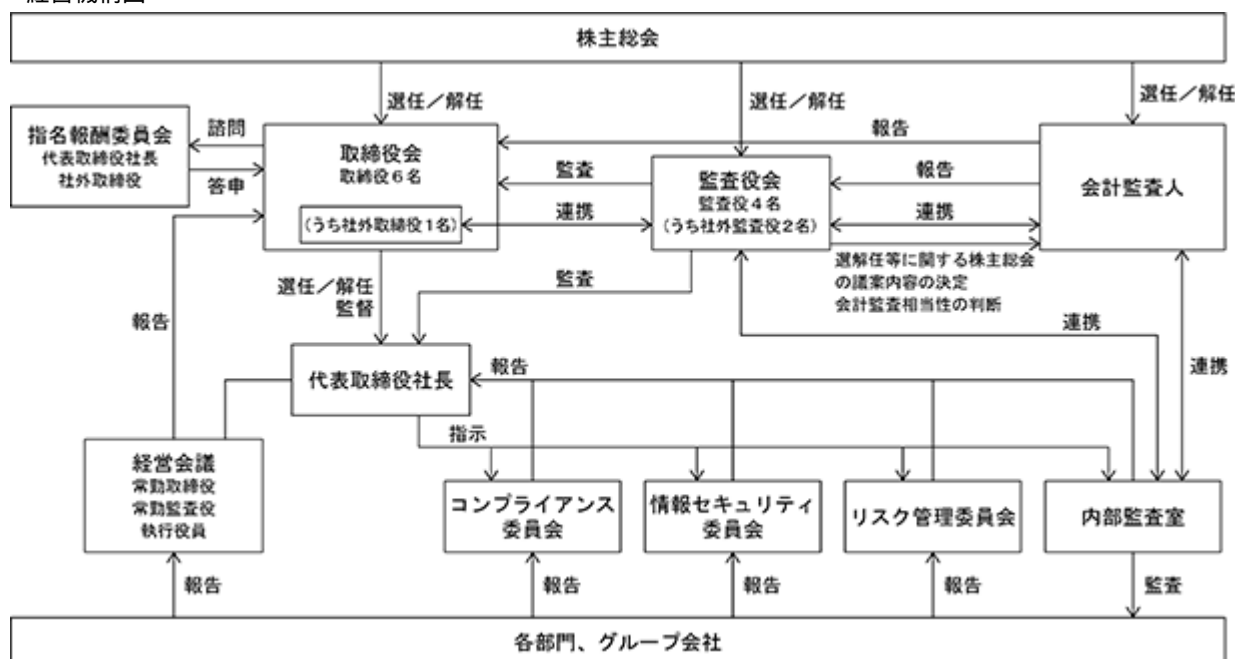 株主総会
選任／解任
選任／解任
選任／解任
指名報酬委員会
代表取締役社長
社外取締役
諮問
答申
取締役会
取締役６名
(うち社外取締役１名)
監査
連携
監査役会
監査役４名
(うち社外監査役２名)
報告
報告
連携
会計監査人
選解任等に関する株主総会
の議案内容の決定
会計監査相当性の判断
選任／解任
監督
監査
報告
連携
連携
代表取締役社長
報告
指示
経営会議
常勤取締役
常勤監査役
執行役員
コンプライアンス
委員会
情報セキュリティ
委員会
リスク管理委員会
内部監査室
報告
報告
報告
報告
監査
各部門、グループ会社